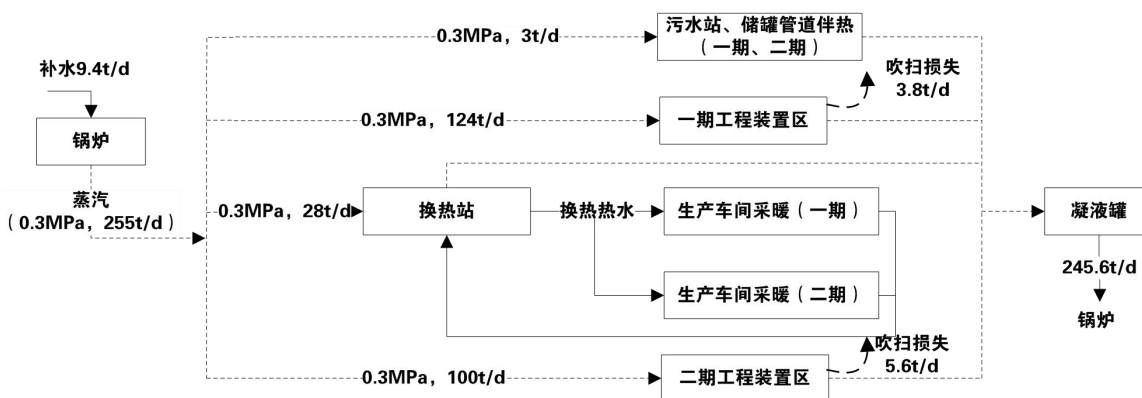 0.3MPa，3t/d
污水站、储罐管道伴热
（一期、二期）
吹扫损失
3.8t/d
补水9.4t/d
锅炉
0.3MPa，124t/d
一期工程装置区
蒸汽
（0.3MPa，255t/d）
0.3MPa，28t/d
换热站
换热热水
生产车间采暖（一期）
凝液罐
245.6t/d
锅炉
生产车间采暖（二期）
吹扫损失
5.6t/d
0.3MPa，100t/d
二期工程装置区